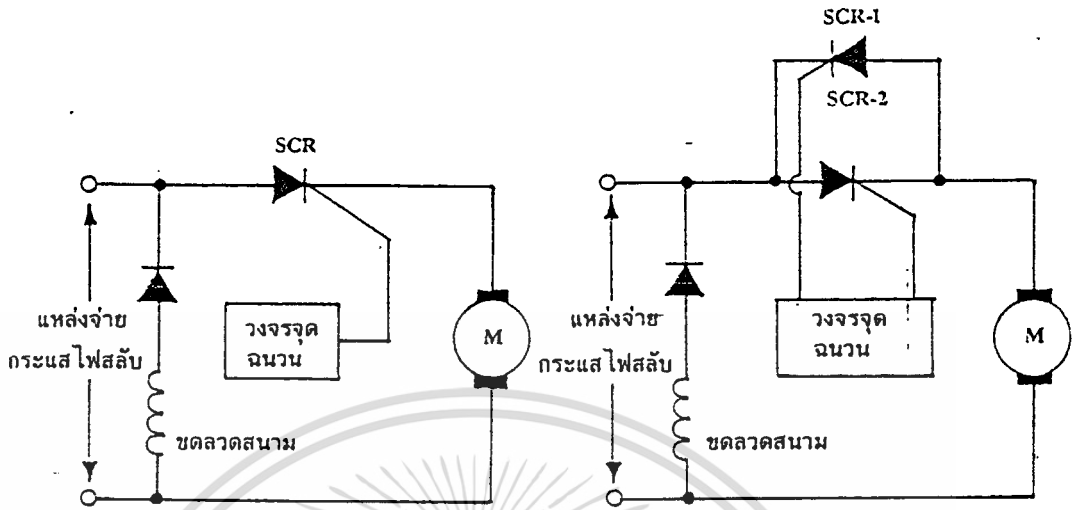 SCR
แหล่งจ่าย
กระแสไฟสลับ
วงจรจุด
ฉนวน
M
ขดลวดสนาม
SCR-1
SCR-2
แหล่งจ่าย
กระแสไฟสลับ
วงจรจุด
ฉนวน
M
ขดลวดสนาม